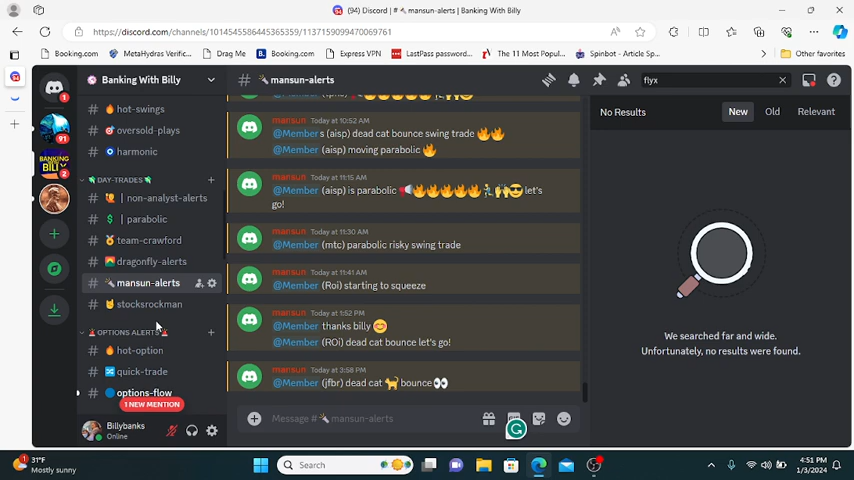 (94) Discord | # mansun-alerts | Banking With Billy
https://discord.com/channels/1014545586445365359/1137159099470069761
Booking.com
MetaHydras Verific...
Drag Me
Booking.com
Express VPN
LastPass password...
The 11 Most Popul...
Spinbot - Article Sp...
Other favorites
Banking With Billy
# mansun-alerts
flyx
# hot-swings
# oversold-plays
# harmonic
DAY-TRADES
# | non-analyst-alerts
# | parabolic
# team-crawford
# dragonfly-alerts
# mansun-alerts
# stocksrockman
OPTIONS ALERTS
# hot-option
# quick-trade
# options-flow
1 NEW MENTION
Billybanks
Online
1
91
BANKING
BILLY
2
mansun Today at 10:52 AM
@Member s (aisp) dead cat bounce swing trade
@Member (aisp) moving parabolic
mansun Today at 11:15 AM
@Member (aisp) is parabolic let's
go!
mansun Today at 11:30 AM
@Member (mtc) parabolic risky swing trade
mansun Today at 11:41 AM
@Member (Roi) starting to squeeze
mansun Today at 1:52 PM
@Member thanks billy
@Member (ROi) dead cat bounce let's go!
mansun Today at 3:58 PM
@Member (jfbr) dead cat bounce
Message # mansun-alerts
No Results
New
Old
Relevant
We searched far and wide.
Unfortunately, no results were found.
31°F
Mostly sunny
Search
4:51 PM
1/3/2024